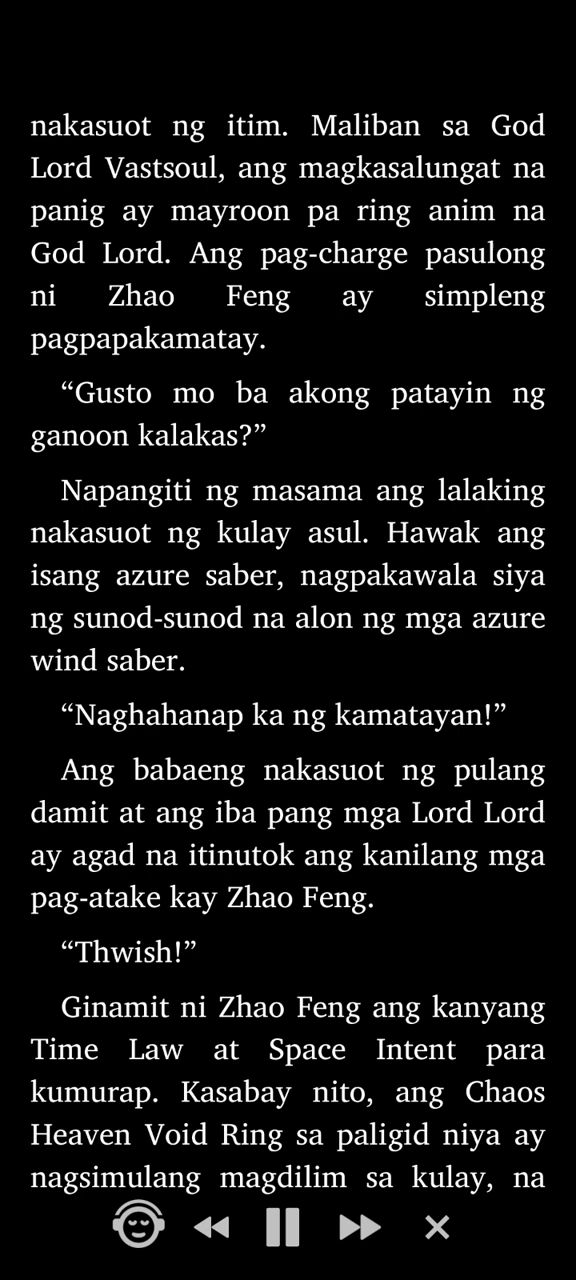 nakasuot ng itim. Maliban sa God
Lord Vastsoul, ang magkasalungat na
panig ay mayroon pa ring anim na
God Lord. Ang pag-charge pasulong
ni Zhao Feng ay simpleng
pagpapakamatay.
“Gusto mo ba akong patayin ng
ganoon kalakas?”
Napangiti ng masama ang lalaking
nakasuot ng kulay asul. Hawak ang
isang azure saber, nagpakawala siya
ng sunod-sunod na alon ng mga azure
wind saber.
“Naghahanap ka ng kamatayan!”
Ang babaeng nakasuot ng pulang
damit at ang iba pang mga Lord Lord
ay agad na itinutok ang kanilang mga
pag-atake kay Zhao Feng.
“Thwish!”
Ginamit ni Zhao Feng ang kanyang
Time Law at Space Intent para
kumurap. Kasabay nito, ang Chaos
Heaven Void Ring sa paligid niya ay
nagsimulang magdilim sa kulay, na